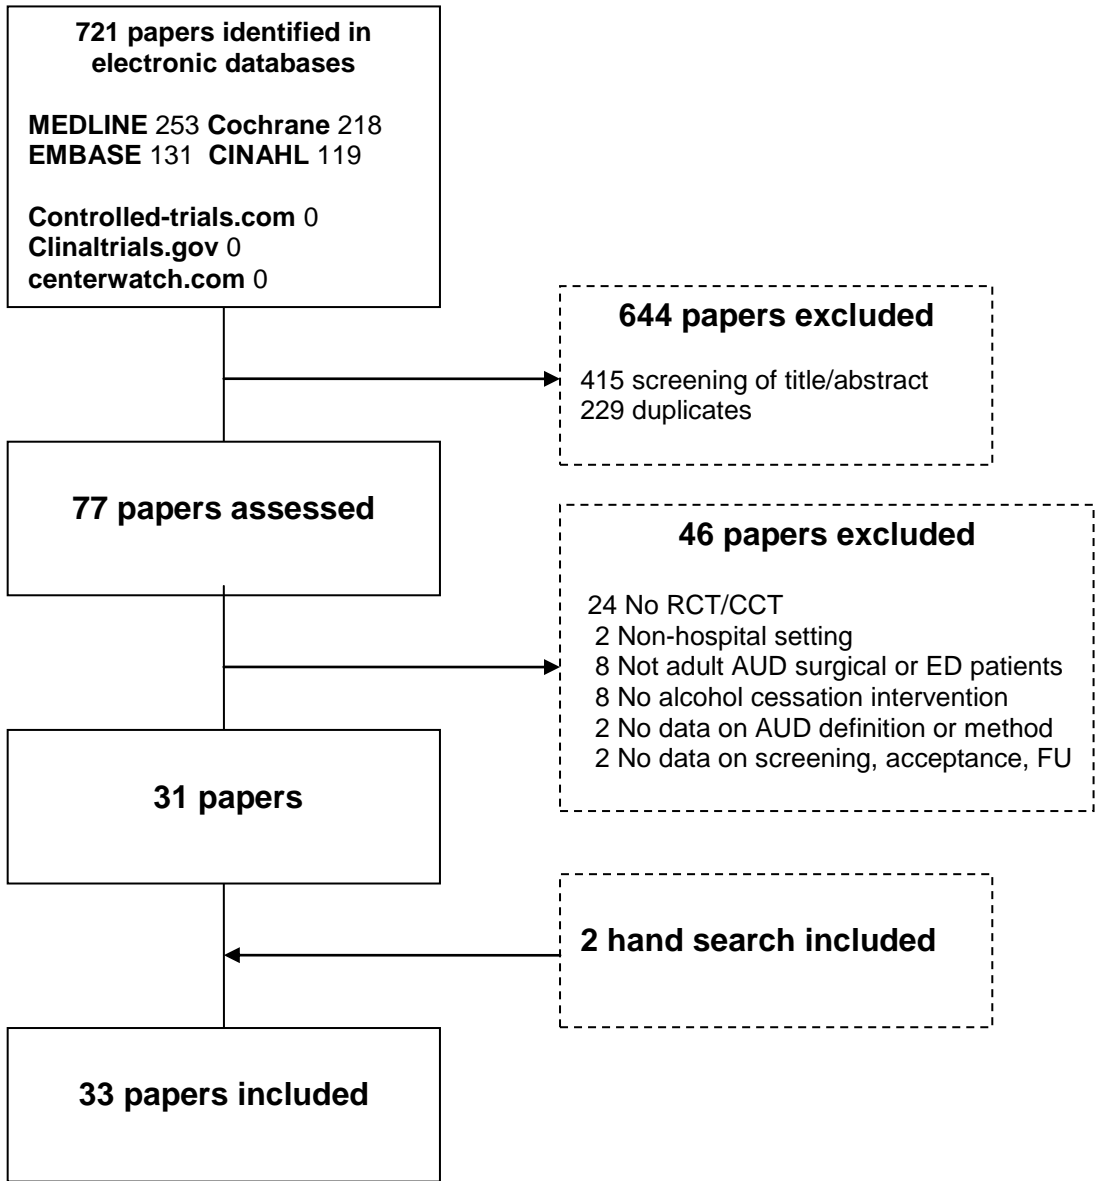 721 papers identified in
electronic databases
MEDLINE 253 Cochrane 218
EMBASE 131 CINAHL 119
Controlled-trials.com 0
Clinaltrials.gov 0
centerwatch.com 0
644 papers excluded
415 screening of title/abstract
229 duplicates
77 papers assessed
46 papers excluded
24 No RCT/CCT
2 Non-hospital setting
8 Not adult AUD surgical or ED patients
8 No alcohol cessation intervention
2 No data on AUD definition or method
2 No data on screening, acceptance, FU
31 papers
2 hand search included
33 papers included